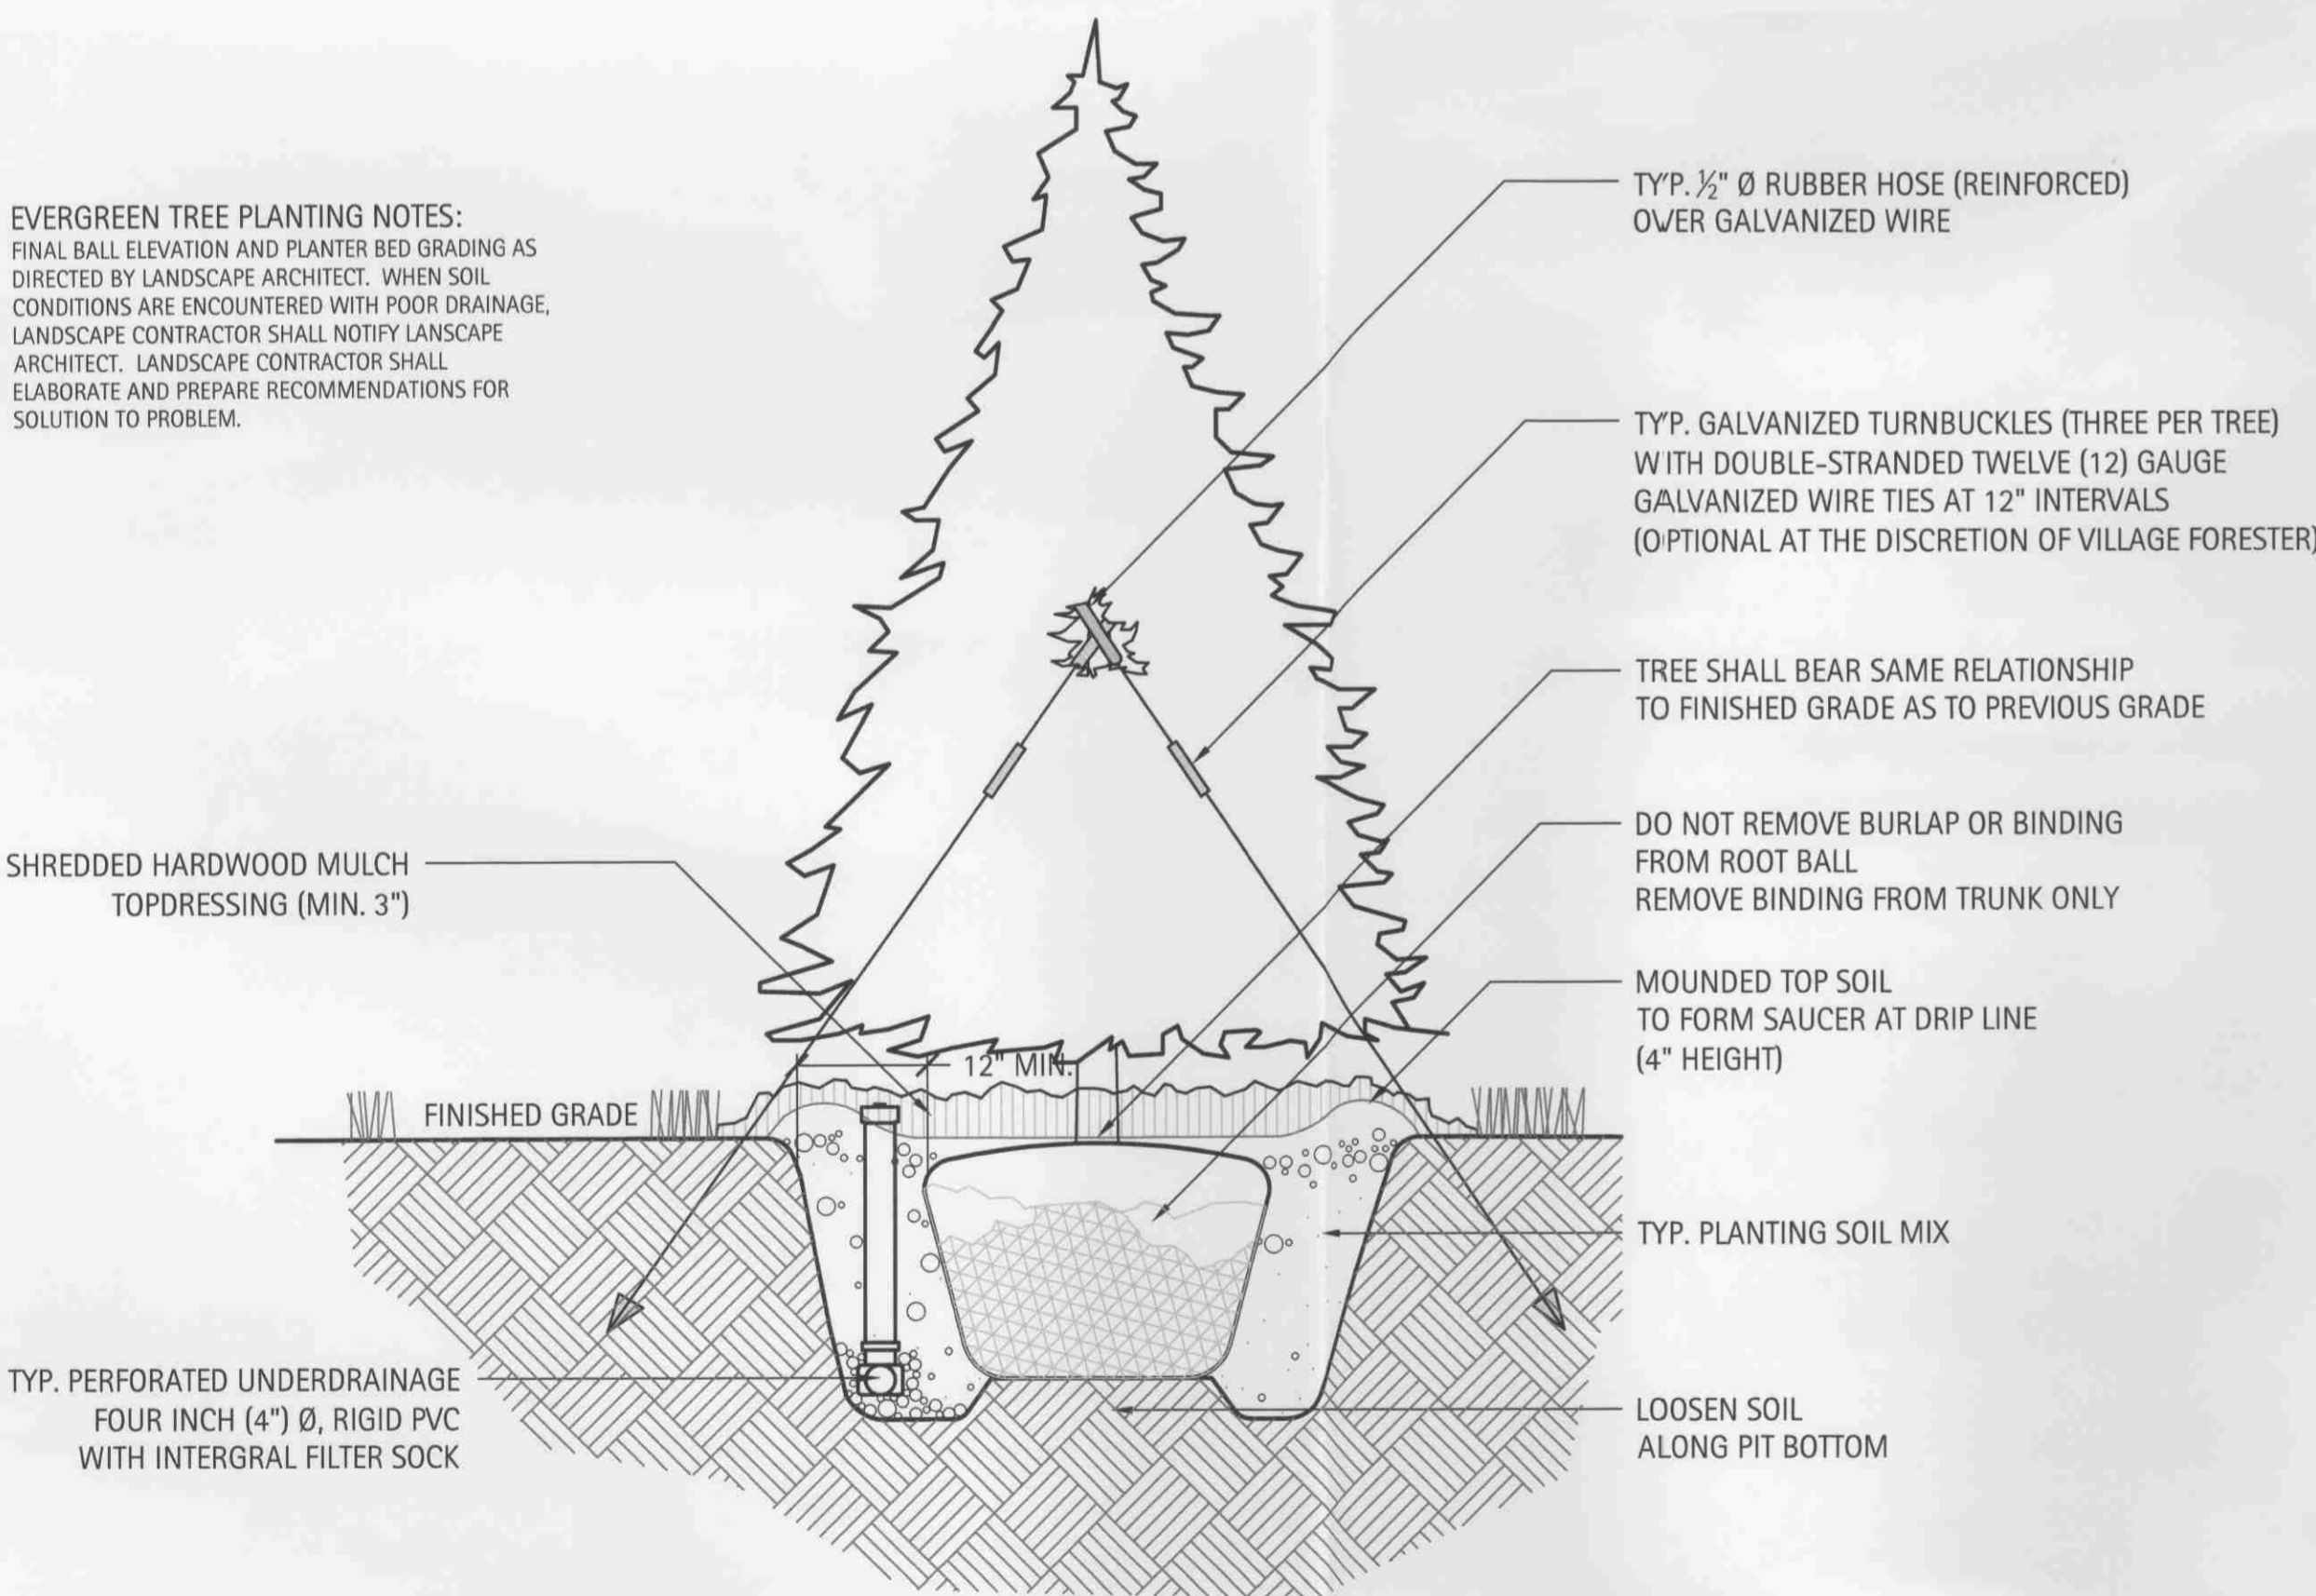 EVERGREEN TREE PLANTING NOTES:
FINAL BALL ELEVATION AND PLANTER BED GRADING AS
DIRECTED BY LANDSCAPE ARCHITECT. WHEN SOIL
CONDITIONS ARE ENCOUNTERED WITH POOR DRAINAGE,
LANDSCAPE CONTRACTOR SHALL NOTIFY LANSCAPE
ARCHITECT. LANDSCAPE CONTRACTOR SHALL
ELABORATE AND PREPARE RECOMMENDATIONS FOR
SOLUTION TO PROBLEM.
TYP. ½" Ø RUBBER HOSE (REINFORCED)
OVER GALVANIZED WIRE
TYP. GALVANIZED TURNBUCKLES (THREE PER TREE)
WITH DOUBLE-STRANDED TWELVE (12) GAUGE
GALVANIZED WIRE TIES AT 12" INTERVALS
(OPTIONAL AT THE DISCRETION OF VILLAGE FORESTER)
TREE SHALL BEAR SAME RELATIONSHIP
TO FINISHED GRADE AS TO PREVIOUS GRADE
DO NOT REMOVE BURLAP OR BINDING
FROM ROOT BALL
REMOVE BINDING FROM TRUNK ONLY
SHREDDED HARDWOOD MULCH
TOPDRESSING (MIN. 3")
MOUNDED TOP SOIL
TO FORM SAUCER AT DRIP LINE
(4" HEIGHT)
12" MIN.
FINISHED GRADE
TYP. PLANTING SOIL MIX
TYP. PERFORATED UNDERDRAINAGE
FOUR INCH (4") Ø, RIGID PVC
WITH INTERGRAL FILTER SOCK
LOOSEN SOIL
ALONG PIT BOTTOM